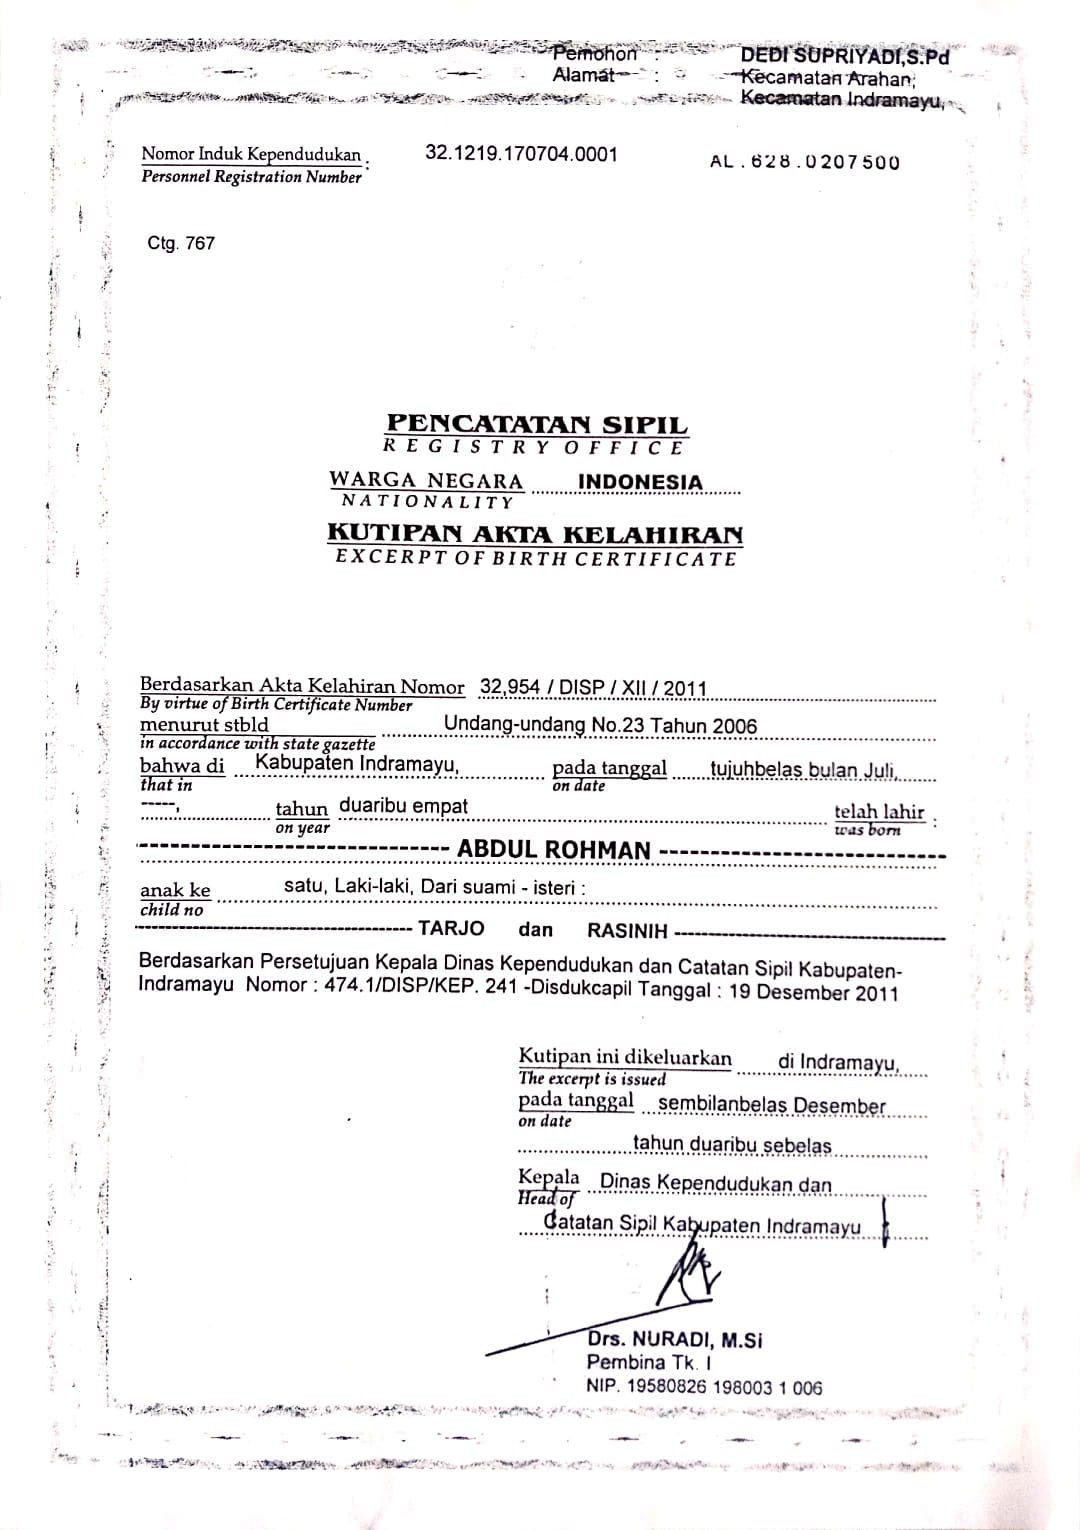 Pemohon : DEDI SUPRIYADI,S.Pd
Alamat : Kecamatan Arahan,
Kecamatan Indramayu,
Nomor Induk Kependudukan : 32.1219.170704.0001 AL . 628 . 0207500
Personnel Registration Number
Ctg. 767
PENCATATAN SIPIL
REGISTRY OFFICE
WARGA NEGARA INDONESIA
NATIONALITY
KUTIPAN AKTA KELAHIRAN
EXCERPT OF BIRTH CERTIFICATE
Berdasarkan Akta Kelahiran Nomor 32,954 / DISP / XII / 2011
By virtue of Birth Certificate Number
menurut stbld Undang-undang No.23 Tahun 2006
in accordance with state gazette
bahwa di Kabupaten Indramayu, pada tanggal tujuhbelas bulan Juli,
that in on date
-----, tahun duaribu empat telah lahir :
on year was born
ABDUL ROHMAN
anak ke satu, Laki-laki, Dari suami - isteri :
child no
TARJO dan RASINIH
Berdasarkan Persetujuan Kepala Dinas Kependudukan dan Catatan Sipil Kabupaten-
Indramayu Nomor : 474.1/DISP/KEP. 241 -Disdukcapil Tanggal : 19 Desember 2011
Kutipan ini dikeluarkan di Indramayu,
The excerpt is issued
pada tanggal sembilanbelas Desember
on date
tahun duaribu sebelas
Kepala Dinas Kependudukan dan
Head of
Catatan Sipil Kabupaten Indramayu
Drs. NURADI, M.Si
Pembina Tk. I
NIP. 19580826 198003 1 006